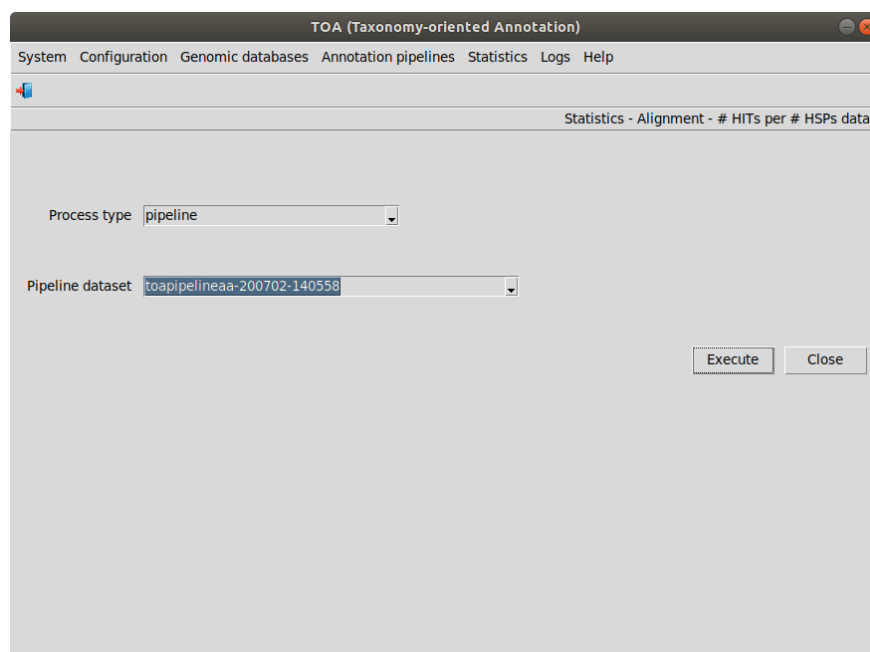 TOA (Taxonomy-oriented Annotation)
System Configuration Genomic databases Annotation pipelines Statistics Logs Help
Statistics - Alignment - # HITs per # HSPs data
Process type pipeline
Pipeline dataset toapipelineaa-200702-140558
Execute Close